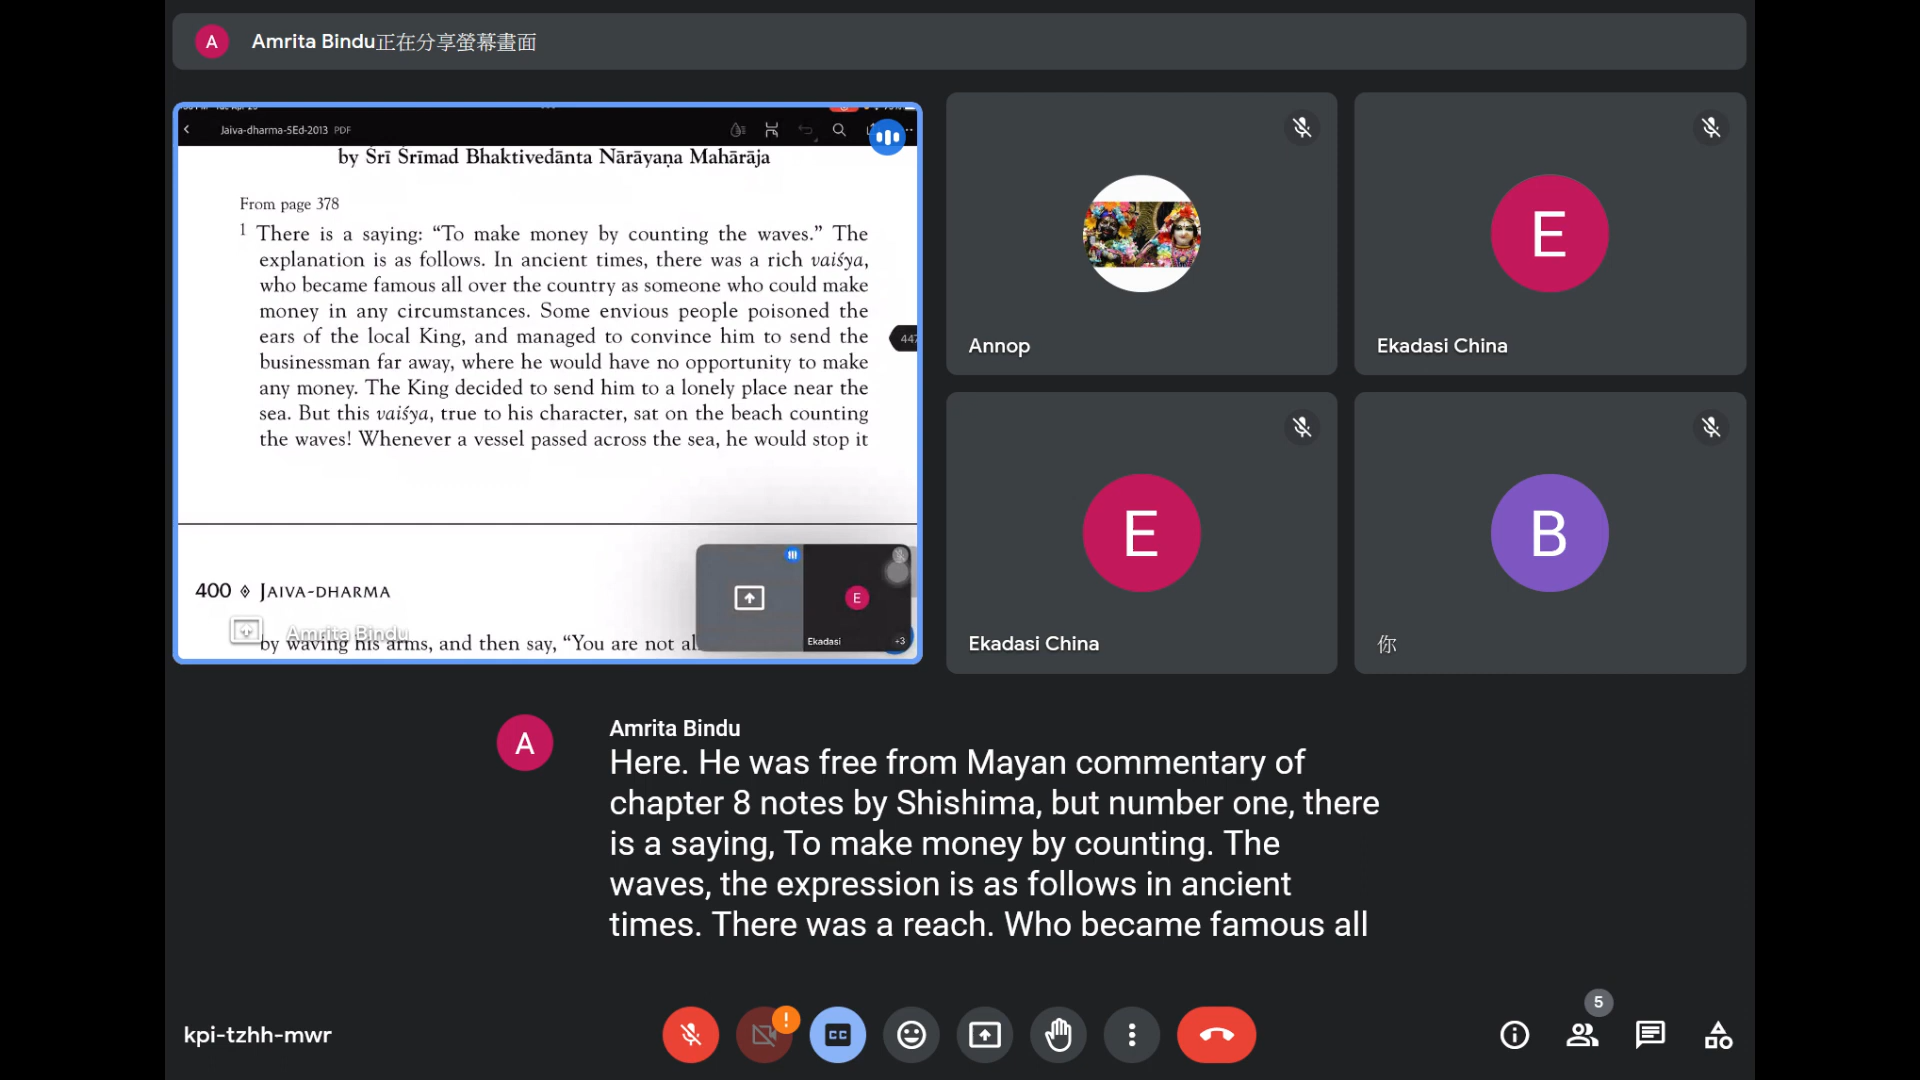 A Amrita Bindu正在分享螢幕畫面
Jaiva-dharma-5Ed-2013 PDF
by Śrī Śrīmad Bhaktivedānta Nārāyaṇa Mahārāja
From page 378
1 There is a saying: “To make money by counting the waves.” The
explanation is as follows. In ancient times, there was a rich vaiśya,
who became famous all over the country as someone who could make
money in any circumstances. Some envious people poisoned the
ears of the local King, and managed to convince him to send the
businessman far away, where he would have no opportunity to make
any money. The King decided to send him to a lonely place near the
sea. But this vaiśya, true to his character, sat on the beach counting
the waves! Whenever a vessel passed across the sea, he would stop it
447
400 ◊ JAIVA-DHARMA
Amrita Bindu
by waving his arms, and then say, “You are not al
E
Ekadasi
+3
Annop
E
Ekadasi China
E
Ekadasi China
B
你
A
Amrita Bindu
Here. He was free from Mayan commentary of
chapter 8 notes by Shishima, but number one, there
is a saying, To make money by counting. The
waves, the expression is as follows in ancient
times. There was a reach. Who became famous all
kpi-tzhh-mwr
!
CC
5